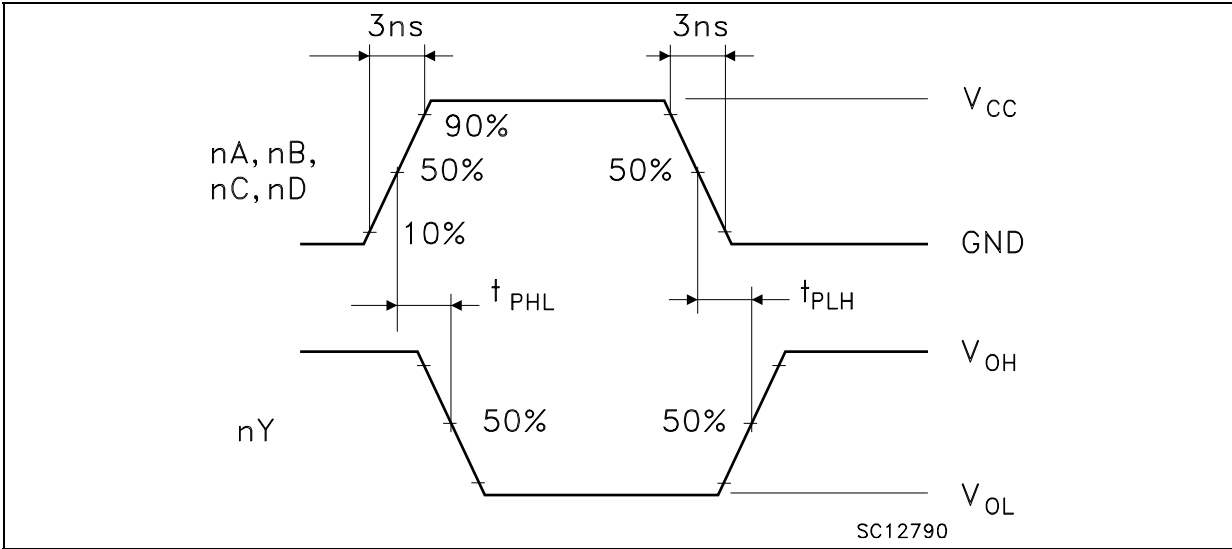 3ns 3ns
V CC
90%
nA, nB,
nC, nD
50% 50%
10%
GND
t PHL tPLH
V OH
50% 50%
nY
V OL
SC12790